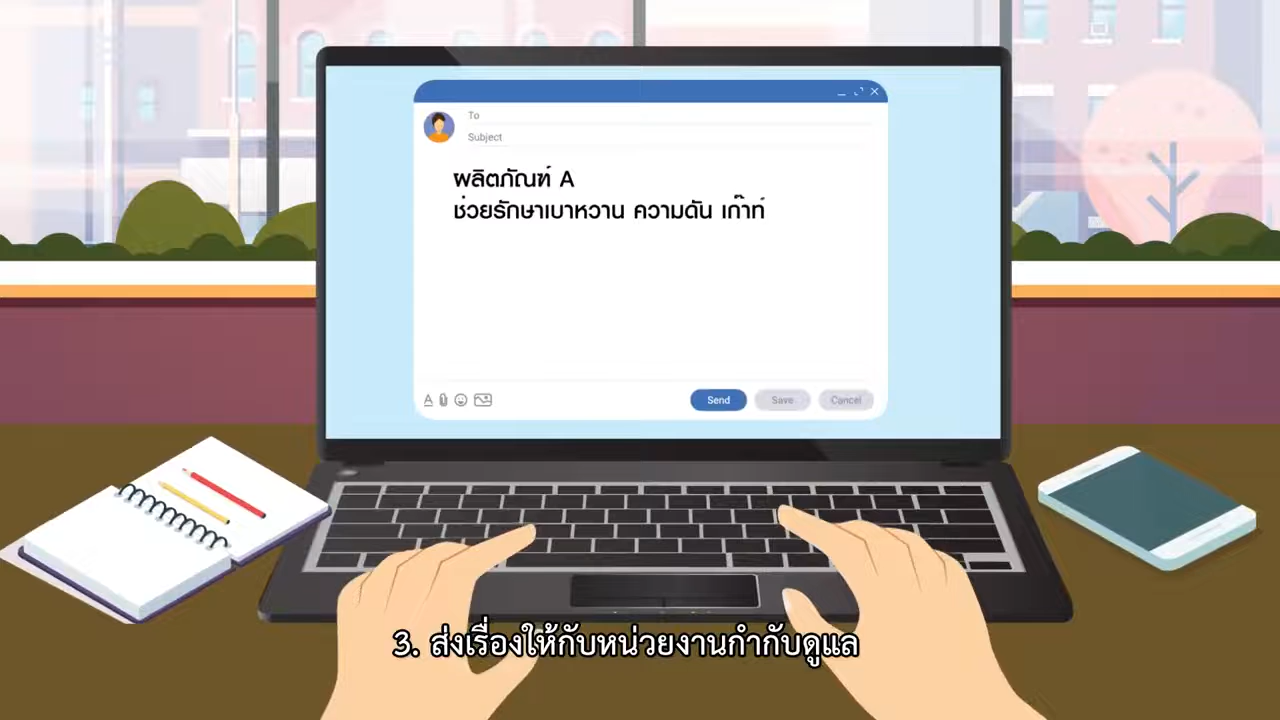 To
Subject
ผลิตภัณฑ์ A
ช่วยรักษาเบาหวาน ความดัน เก๊าท์
Send Save Cancel
3. ส่งเรื่องให้กับหน่วยงานกำกับดูแล